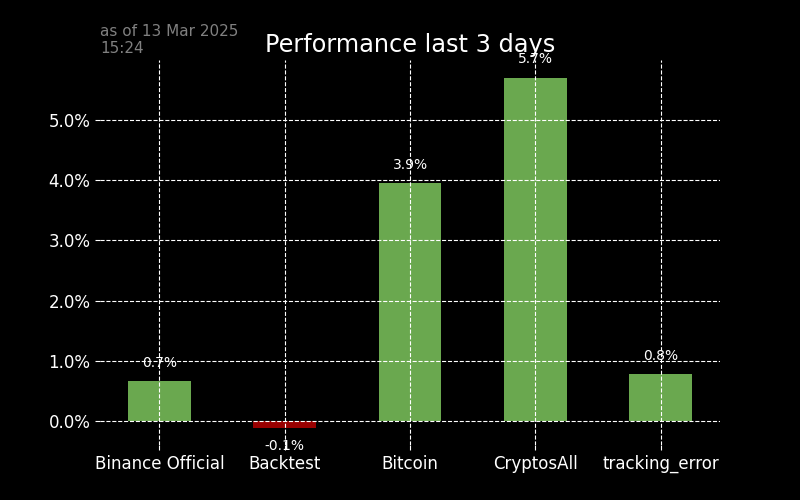 as of 13 Mar 2025
15:24
Performance last 3 days
5.7%
5.0%
4.0%
3.9%
3.0%
2.0%
1.0%
0.7%
0.8%
0.0%
-0.1%
Binance Official
Backtest
Bitcoin
CryptosAll
tracking_error